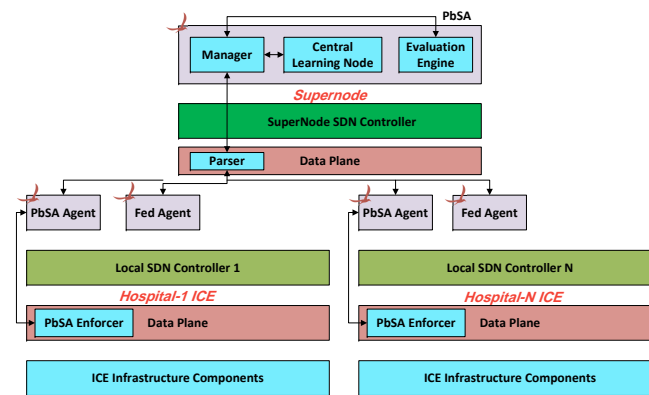 PbSA
Manager
Central
Learning Node
Evaluation
Engine
Supernode
SuperNode SDN Controller
Parser
Data Plane
PbSA Agent
Fed Agent
PbSA Agent
Fed Agent
Local SDN Controller 1
Local SDN Controller N
Hospital-1 ICE
Hospital-N ICE
PbSA Enforcer
Data Plane
PbSA Enforcer
Data Plane
ICE Infrastructure Components
ICE Infrastructure Components